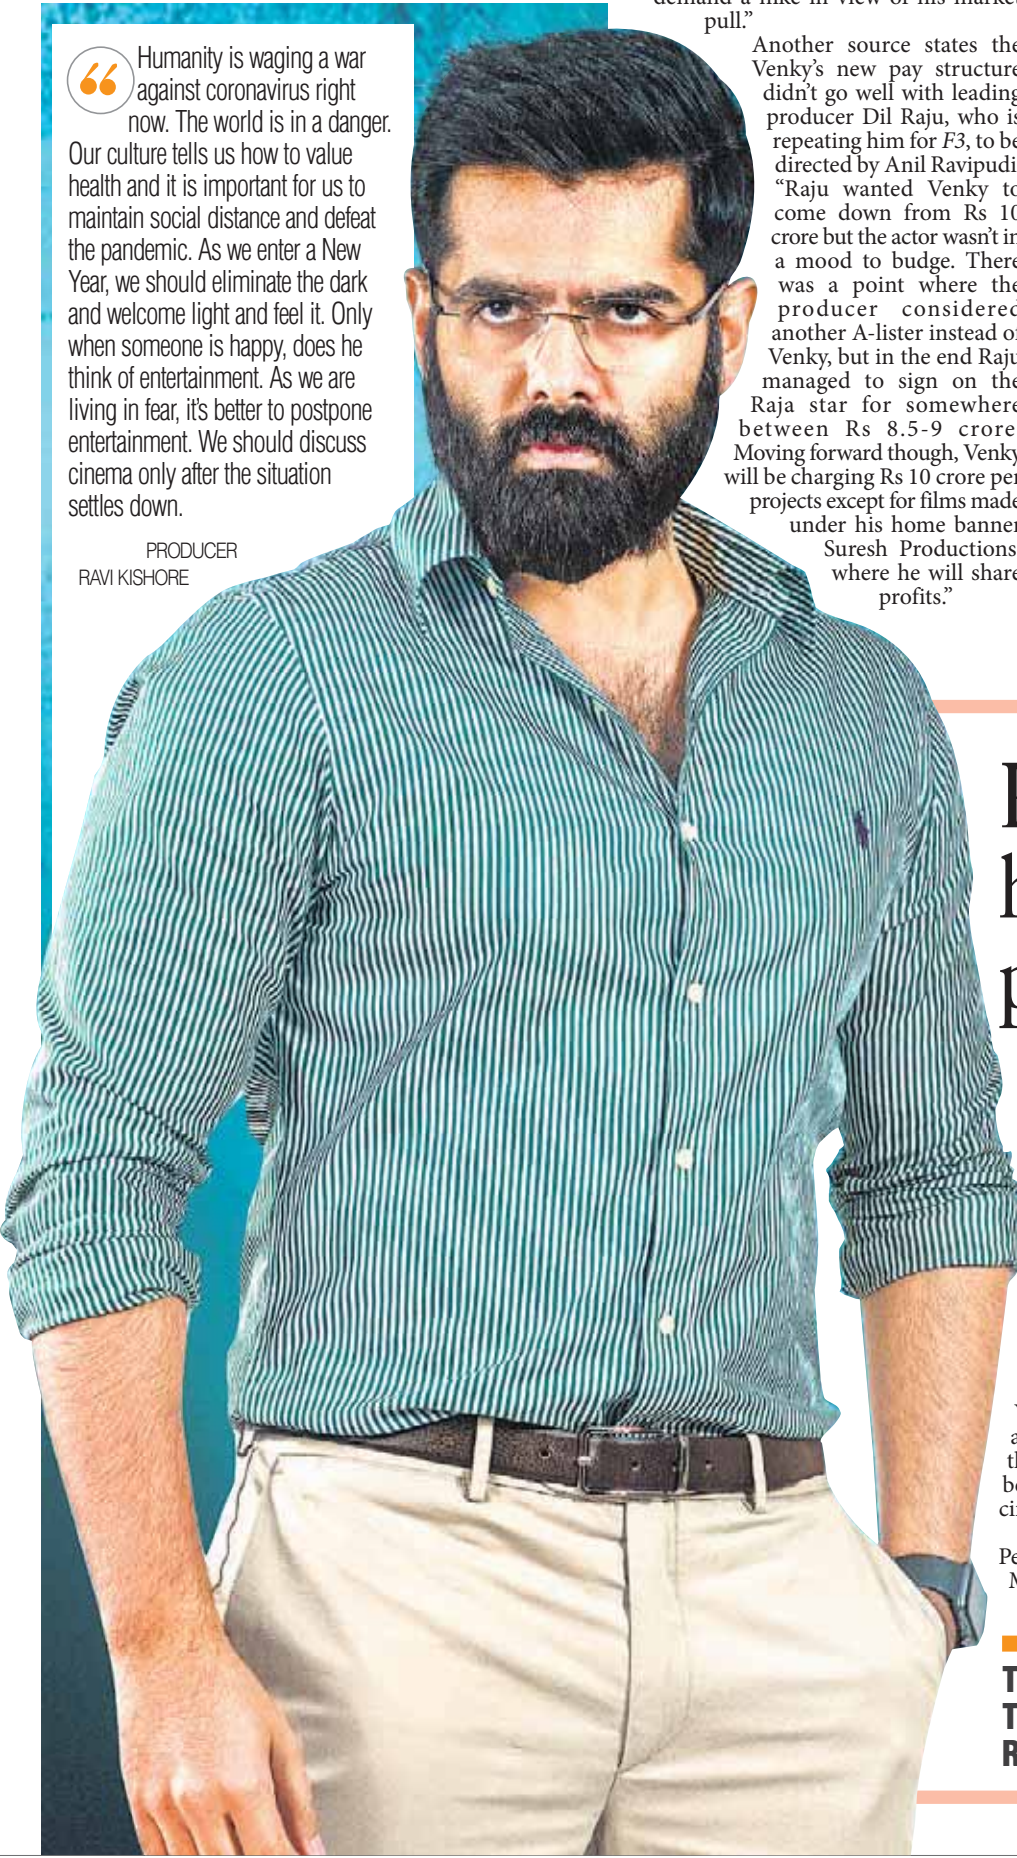 Humanity is waging a war
against coronavirus right
now. The world is in a danger.
Our culture tells us how to value
health and it is important for us to
maintain social distance and defeat
the pandemic. As we enter a New
Year, we should eliminate the dark
and welcome light and feel it. Only
when someone is happy, does he
think of entertainment. As we are
living in fear, it's better to postpone
entertainment. We should discuss
cinema only after the situation
settles down.
PRODUCER
RAVI KISHORE
demand a hike in view of his market
pull.”
Another source states the
Venky's new pay structure
didn't go well with leading
producer Dil Raju, who is
repeating him for F3, to be
directed by Anil Ravipudi
“Raju wanted Venky to
come down from Rs 10
crore but the actor wasn't in
a mood to budge. There
was a point where the
producer considered
another A-lister instead of
Venky, but in the end Raju
managed to sign on the
Raja star for somewhere
between Rs 8.5-9 crore
Moving forward though, Venky
will be charging Rs 10 crore per
projects except for films made
under his home banner
Suresh Productions
where he will share
profits.”